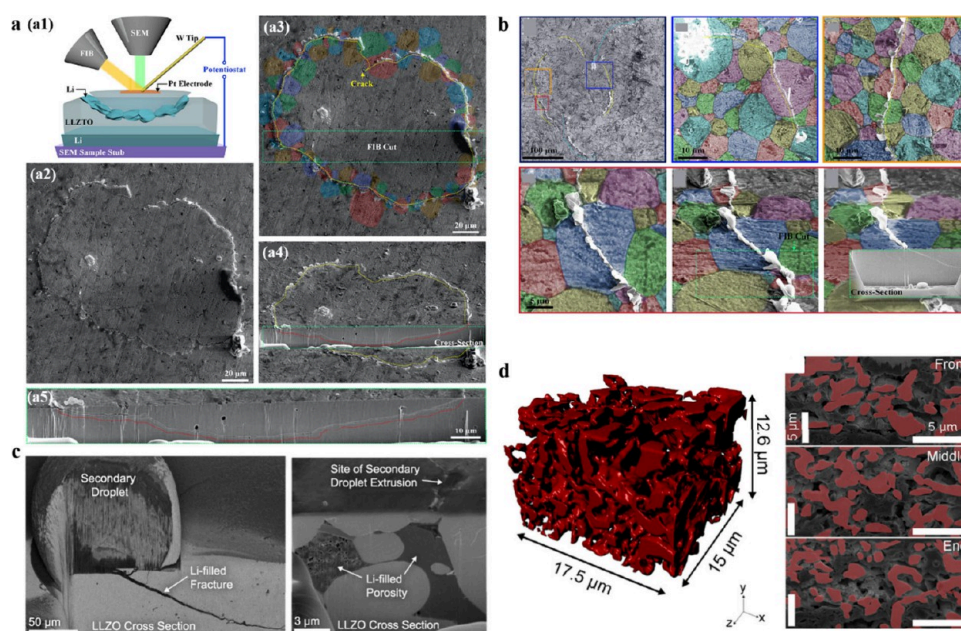 a (a1)
SEM
FIB
W Tip
Potentiostat
Pt Electrode
Li
LLZTO
Li
SEM Sample Stub
(a2)
20 µm
(a3)
Crack
FIB Cut
20 µm
(a4)
Cross-Section
20 µm
(a5)
10 µm
b
100 µm
10 µm
10 µm
FIB Cut
Cross-Section
c
Secondary
Droplet
Li-filled
Fracture
50 µm
LLZO Cross Section
Site of Secondary
Droplet Extrusion
Li-filled
Porosity
3 µm
LLZO Cross Section
d
12.6 µm
15 µm
17.5 µm
y
x
z
Front
5 µm
5 µm
Middle
End